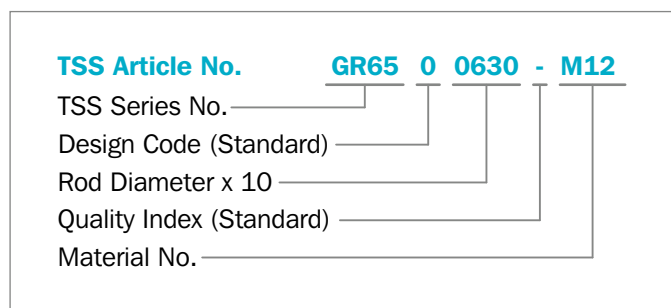 TSS Article No. GR65 0 0630 - M12
TSS Series No.
Design Code (Standard)
Rod Diameter x 10
Quality Index (Standard)
Material No.